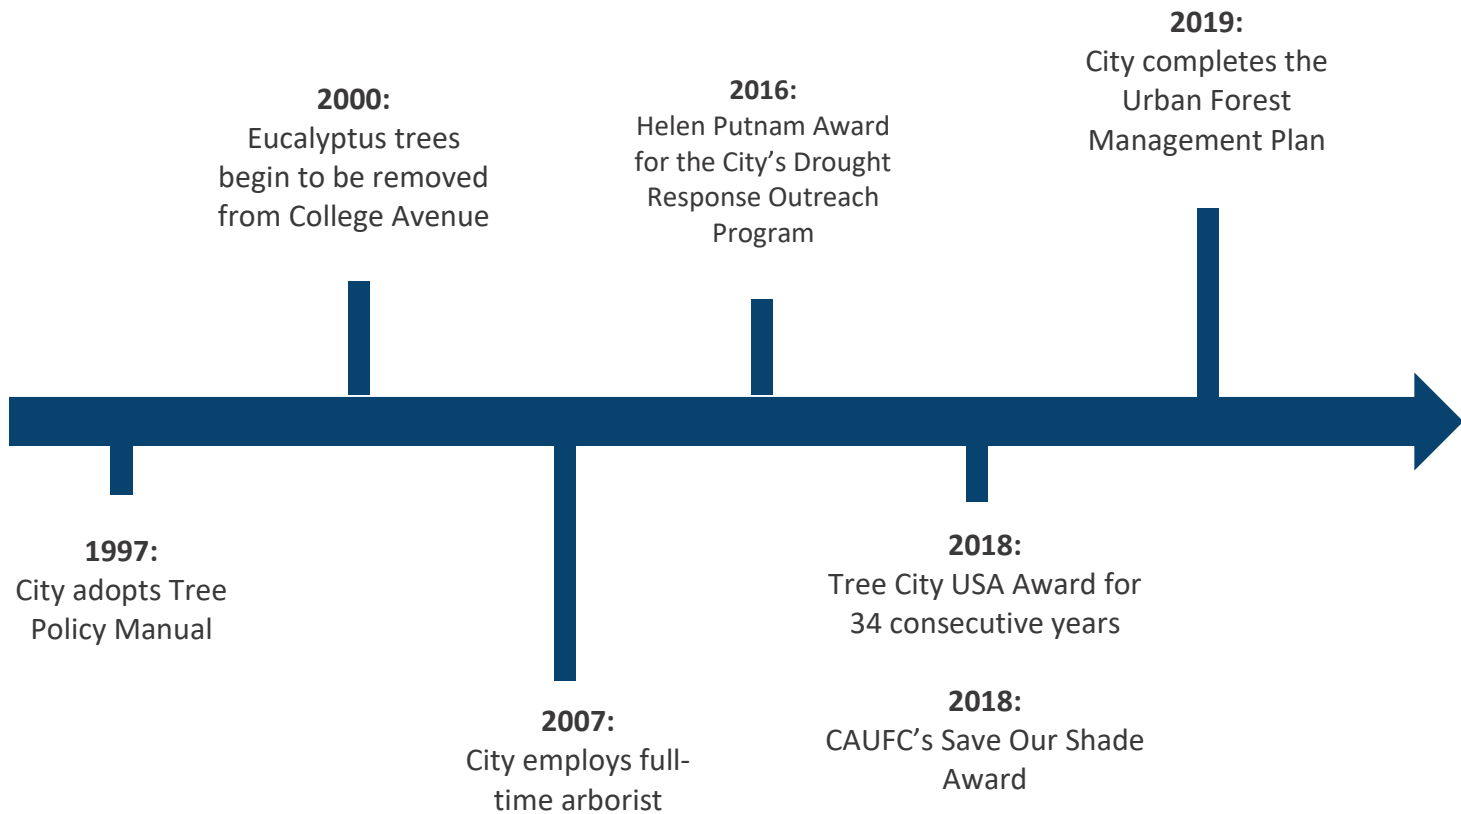 2019:
City completes the
Urban Forest
Management Plan
2000:
Eucalyptus trees
begin to be removed
from College Avenue
2016:
Helen Putnam Award
for the City’s Drought
Response Outreach
Program
1997:
City adopts Tree
Policy Manual
2007:
City employs full-
time arborist
2018:
Tree City USA Award for
34 consecutive years
2018:
CAUFC’s Save Our Shade
Award